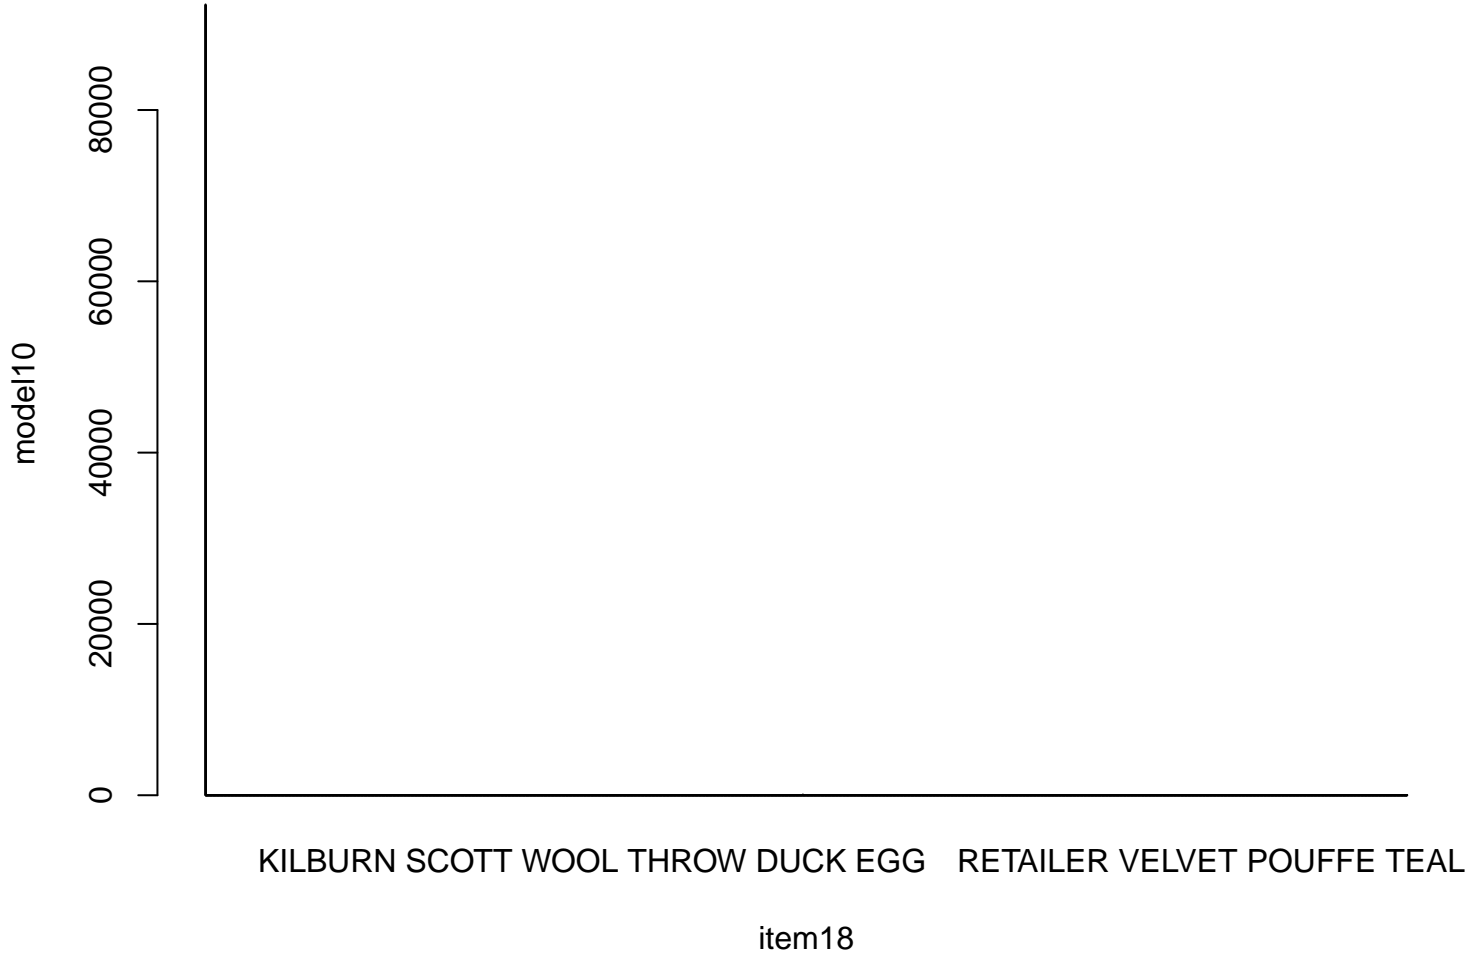 80000
60000
40000
20000
0
model10
KILBURN SCOTT WOOL THROW DUCK EGG RETAILER VELVET POUFFE TEAL
item18